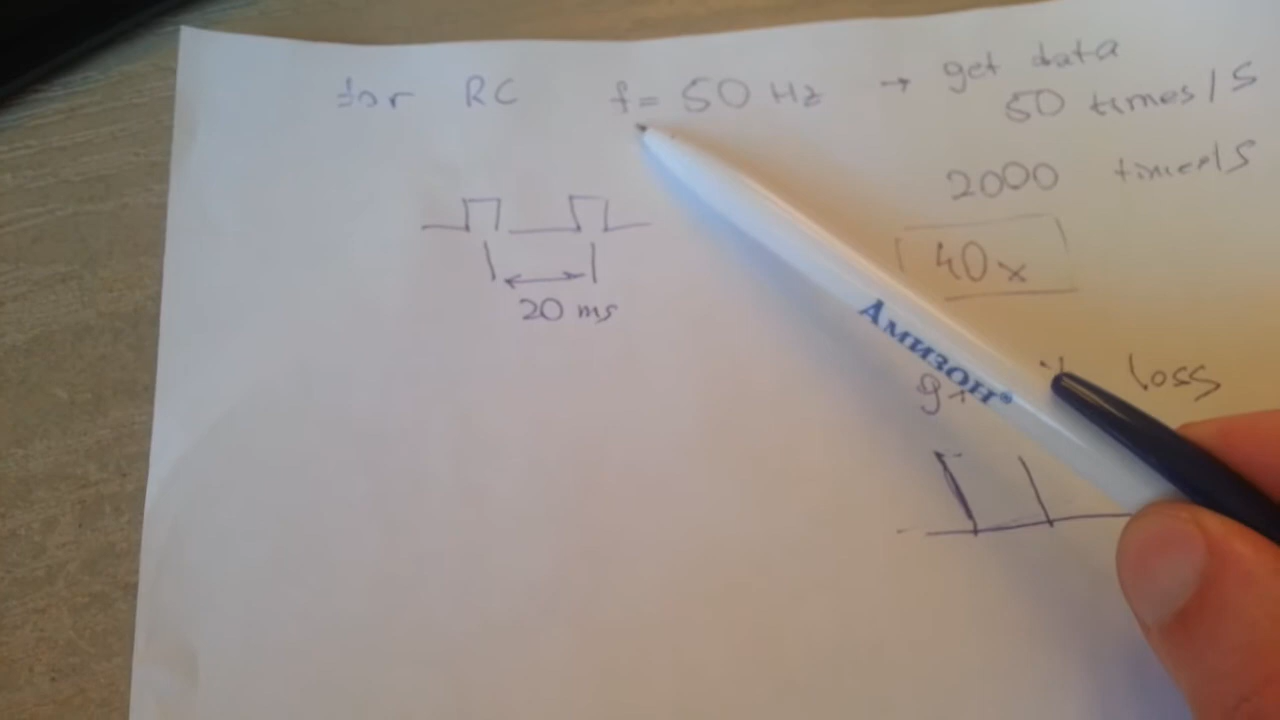 for RC f= 50 Hz → get data
50 times/s
2000 times/s
40x
20 ms
Амизон®
loss